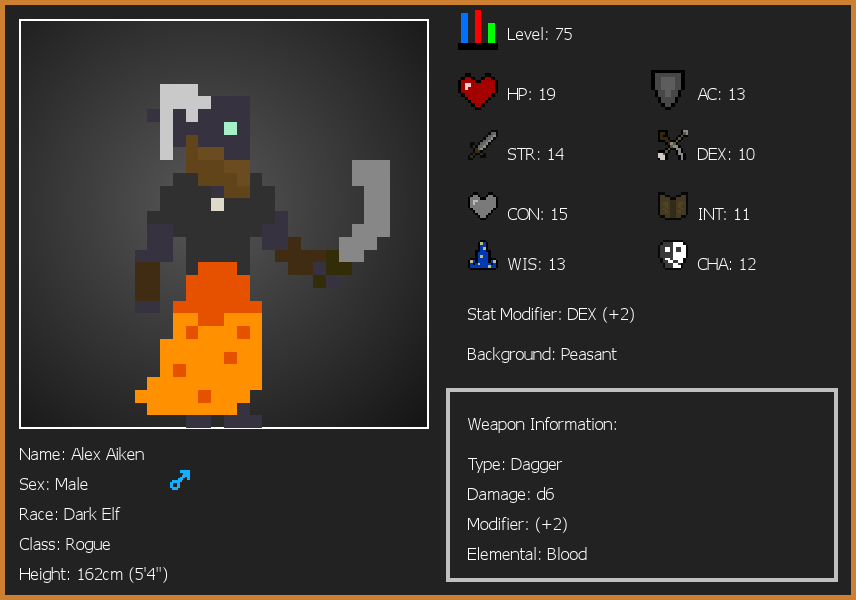 Level: 75
HP: 19
AC: 13
STR: 14
DEX: 10
CON: 15
INT: 11
WIS: 13
CHA: 12
Stat Modifier: DEX (+2)
Background: Peasant
Weapon Information:
Type: Dagger
Damage: d6
Modifier: (+2)
Elemental: Blood
Name: Alex Aiken
Sex: Male
Race: Dark Elf
Class: Rogue
Height: 162cm (5'4")